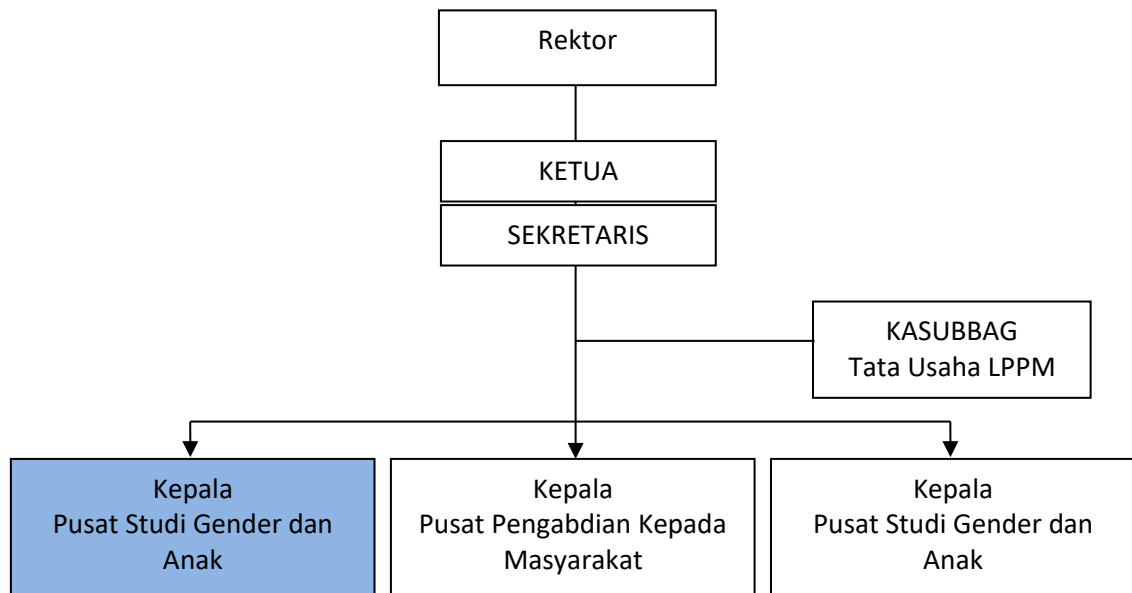 Rektor
KETUA
SEKRETARIS
KASUBBAG
Tata Usaha LPPM
Kepala
Pusat Studi Gender dan
Anak
Kepala
Pusat Pengabdian Kepada
Masyarakat
Kepala
Pusat Studi Gender dan
Anak